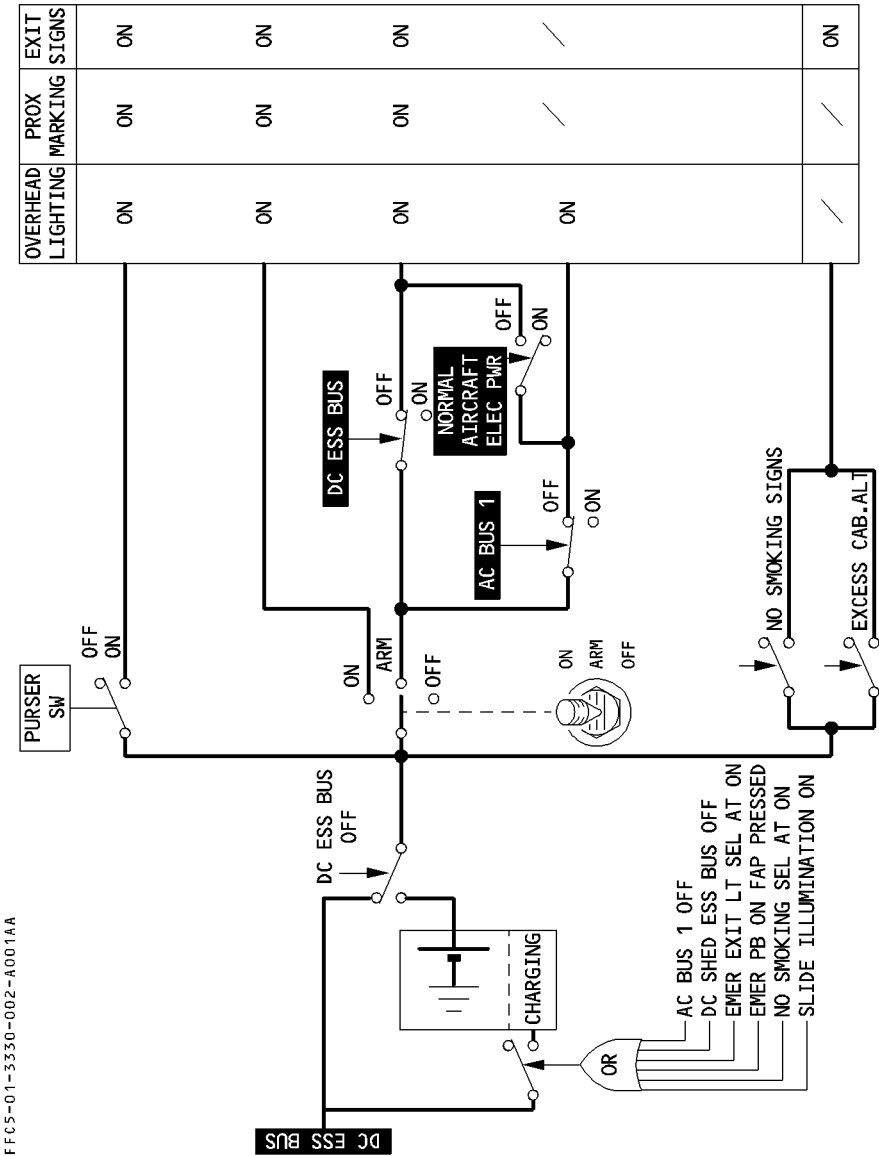 OVERHEAD
LIGHTING
PROX
MARKING
EXIT
SIGNS
ON
ON
ON
ON
ON
ON
ON
ON
ON
/
/
ON
/
/
ON
PURSER
SW
OFF
ON
DC ESS BUS
OFF
ON
ARM
OFF
DC ESS BUS
OFF
ON
NORMAL
AIRCRAFT
ELEC PWR
OFF
ON
AC BUS 1
OFF
ON
ON
ARM
OFF
NO SMOKING SIGNS
EXCESS CAB.ALT
CHARGING
DC ESS BUS
OR
AC BUS 1 OFF
DC SHED ESS BUS OFF
EMER EXIT LT SEL AT ON
EMER PB ON FAP PRESSED
NO SMOKING SEL AT ON
SLIDE ILLUMINATION ON
FFC5-01-3330-002-A001AA